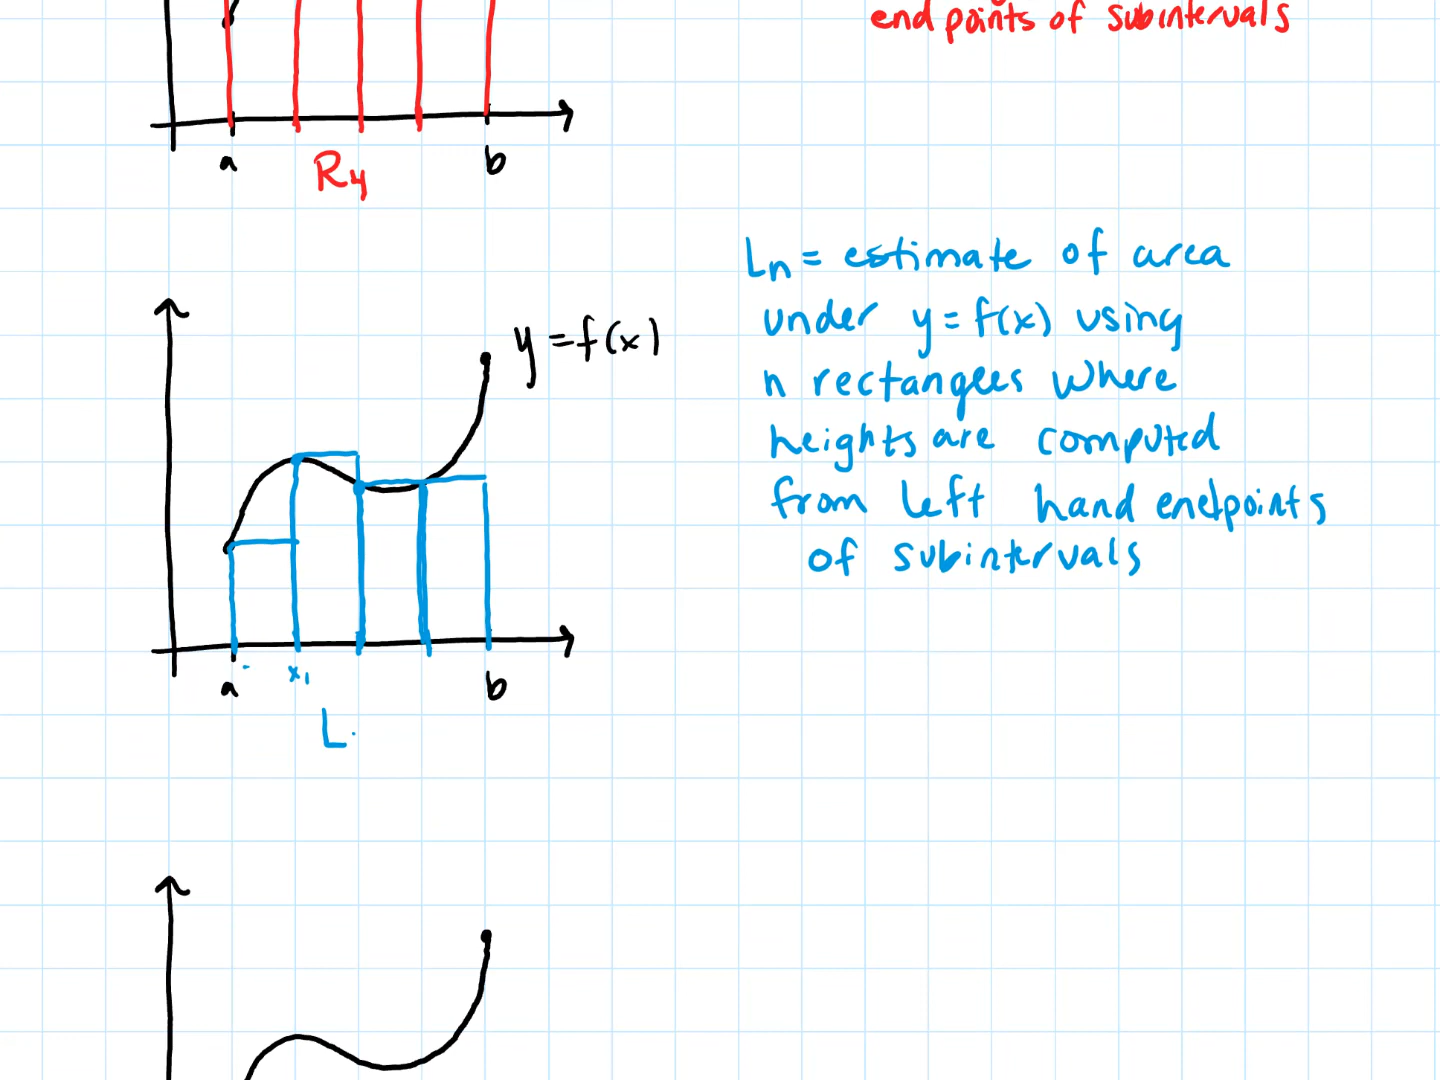 end points of subintervals
a
R4
b
Ln = estimate of area
under y=f(x) using
n rectangles where
heights are computed
from left hand endpoints
of subintervals
y=f(x)
a
x1
b
L